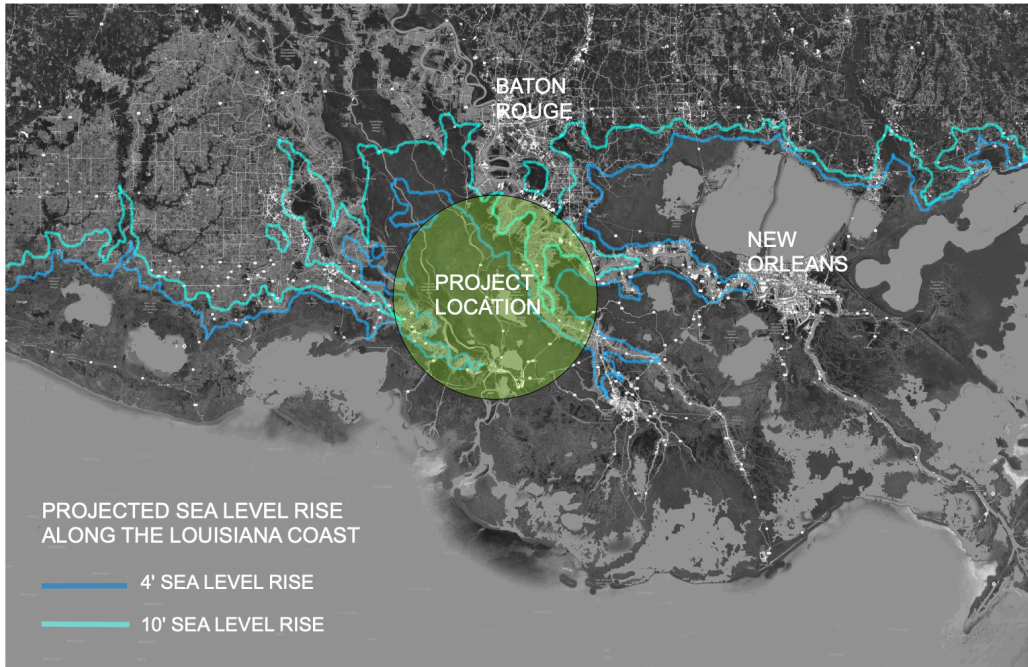 BATON
ROUGE
NEW
ORLEANS
PROJECT
LOCATION
PROJECTED SEA LEVEL RISE
ALONG THE LOUISIANA COAST
4' SEA LEVEL RISE
10' SEA LEVEL RISE